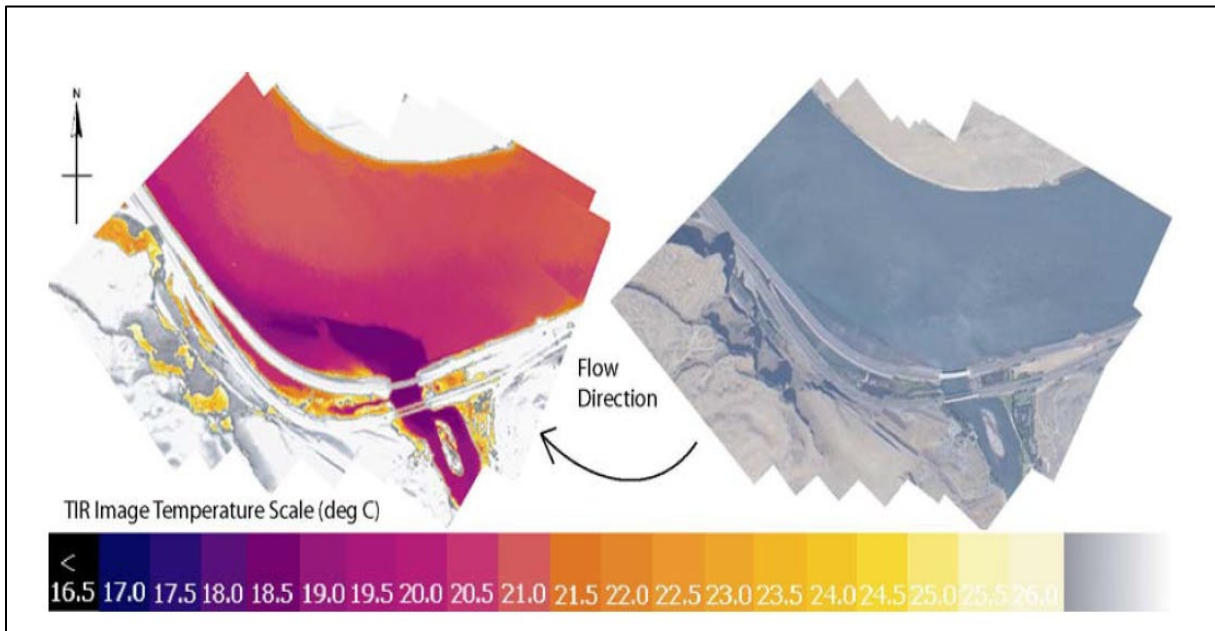 N
Flow
Direction
TIR Image Temperature Scale (deg C)
<
16.5 17.0 17.5 18.0 18.5 19.0 19.5 20.0 20.5 21.0 21.5 22.0 22.5 23.0 23.5 24.0 24.5 25.0 25.5 26.0